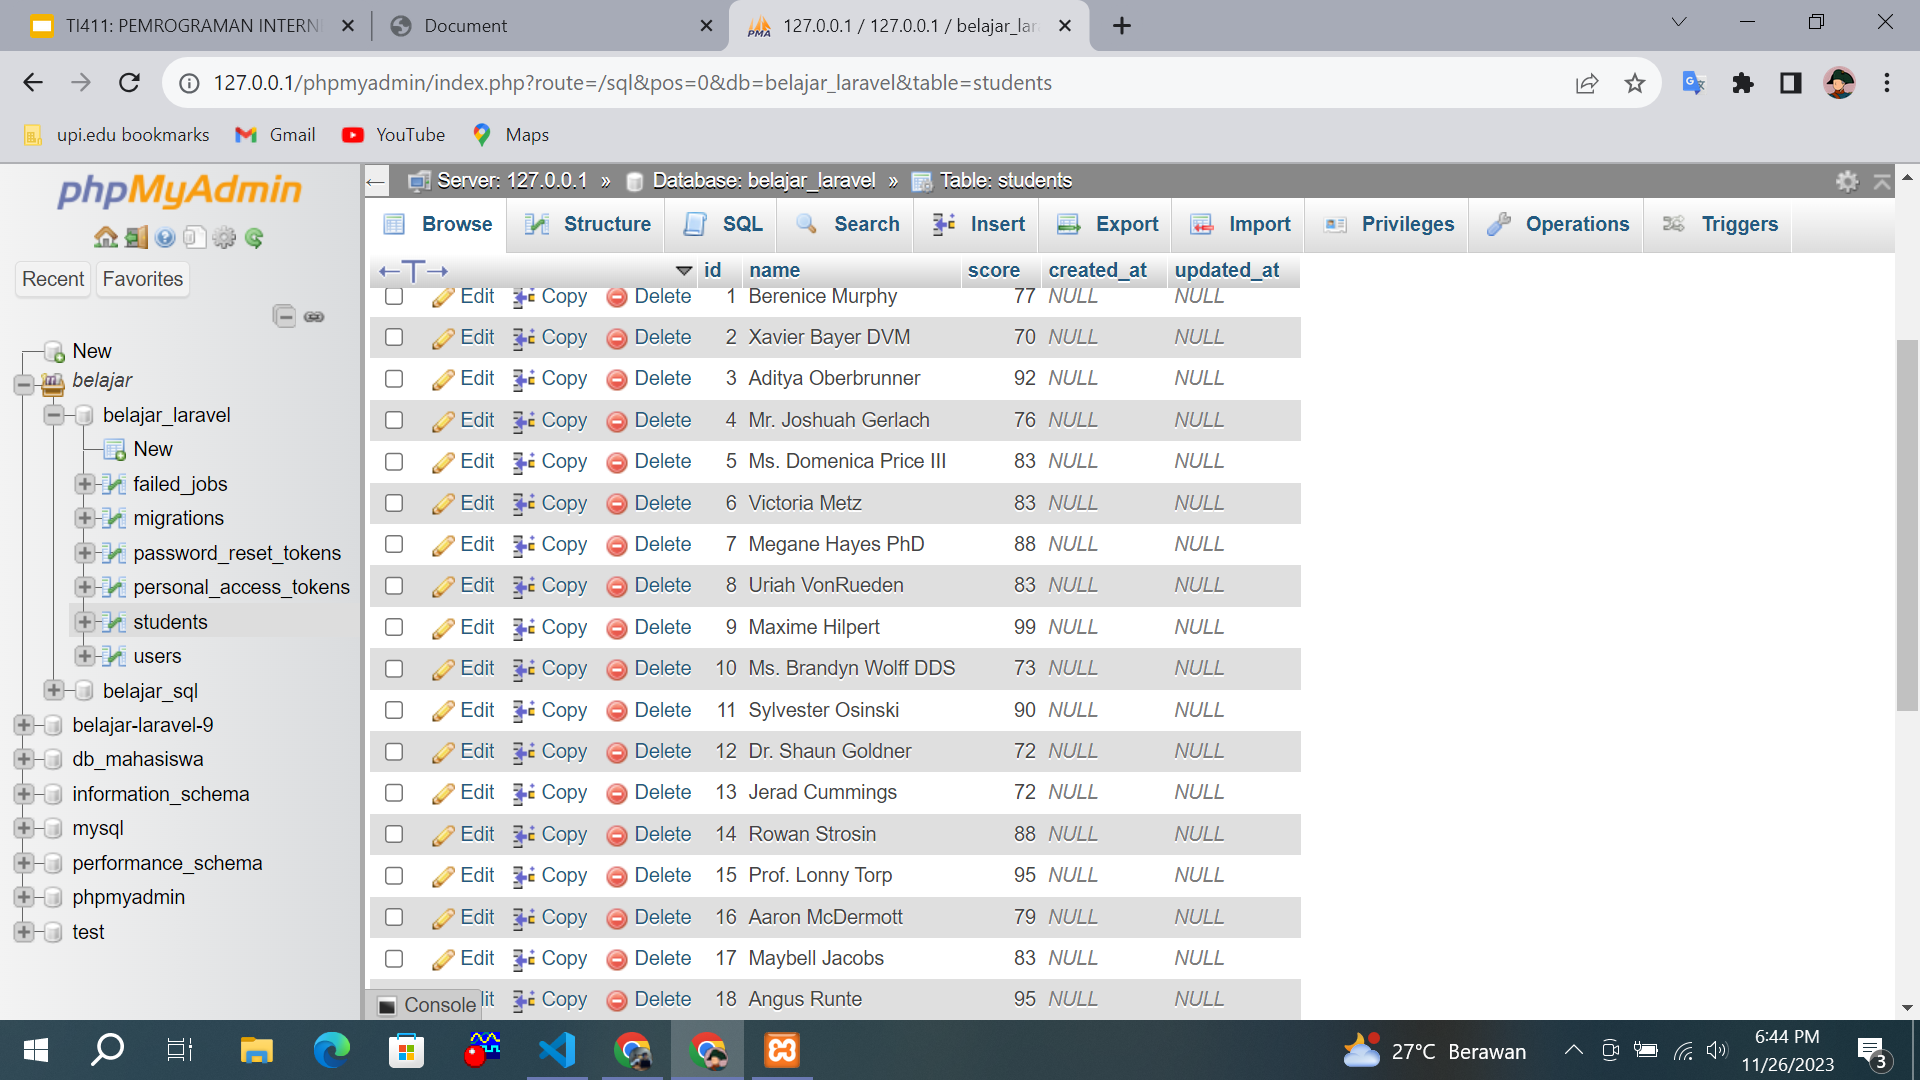 TI411: PEMROGRAMAN INTERN
Document
127.0.0.1 / 127.0.0.1 / belajar_lar
127.0.0.1/phpmyadmin/index.php?route=/sql&pos=0&db=belajar_laravel&table=students
upi.edu bookmarks Gmail YouTube Maps
phpMyAdmin
Recent Favorites
New
belajar
belajar_laravel
New
failed_jobs
migrations
password_reset_tokens
personal_access_tokens
students
users
belajar_sql
belajar-laravel-9
db_mahasiswa
information_schema
mysql
performance_schema
phpmyadmin
test
Server: 127.0.0.1 » Database: belajar_laravel » Table: students
Browse Structure SQL Search Insert Export Import Privileges Operations Triggers
←T→ id name score created_at updated_at
Edit Copy Delete 1 Berenice Murphy 77 NULL NULL
Edit Copy Delete 2 Xavier Bayer DVM 70 NULL NULL
Edit Copy Delete 3 Aditya Oberbrunner 92 NULL NULL
Edit Copy Delete 4 Mr. Joshuah Gerlach 76 NULL NULL
Edit Copy Delete 5 Ms. Domenica Price III 83 NULL NULL
Edit Copy Delete 6 Victoria Metz 83 NULL NULL
Edit Copy Delete 7 Megane Hayes PhD 88 NULL NULL
Edit Copy Delete 8 Uriah VonRueden 83 NULL NULL
Edit Copy Delete 9 Maxime Hilpert 99 NULL NULL
Edit Copy Delete 10 Ms. Brandyn Wolff DDS 73 NULL NULL
Edit Copy Delete 11 Sylvester Osinski 90 NULL NULL
Edit Copy Delete 12 Dr. Shaun Goldner 72 NULL NULL
Edit Copy Delete 13 Jerad Cummings 72 NULL NULL
Edit Copy Delete 14 Rowan Strosin 88 NULL NULL
Edit Copy Delete 15 Prof. Lonny Torp 95 NULL NULL
Edit Copy Delete 16 Aaron McDermott 79 NULL NULL
Edit Copy Delete 17 Maybell Jacobs 83 NULL NULL
Console it Copy Delete 18 Angus Runte 95 NULL NULL
27°C Berawan
6:44 PM
11/26/2023
3